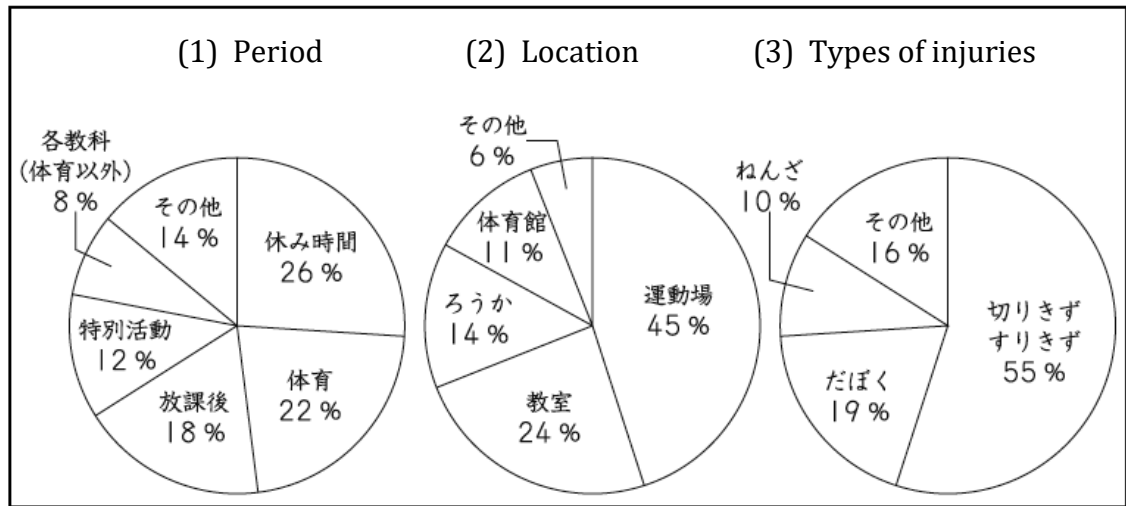 (1) Period
各教科
(体育以外)
8%
その他
14%
休み時間
26%
特別活動
12%
放課後
18%
体育
22%
(2) Location
その他
6%
体育館
11%
ろうか
14%
運動場
45%
教室
24%
(3) Types of injuries
ねんざ
10%
その他
16%
切りきず
すりきず
55%
だぼく
19%